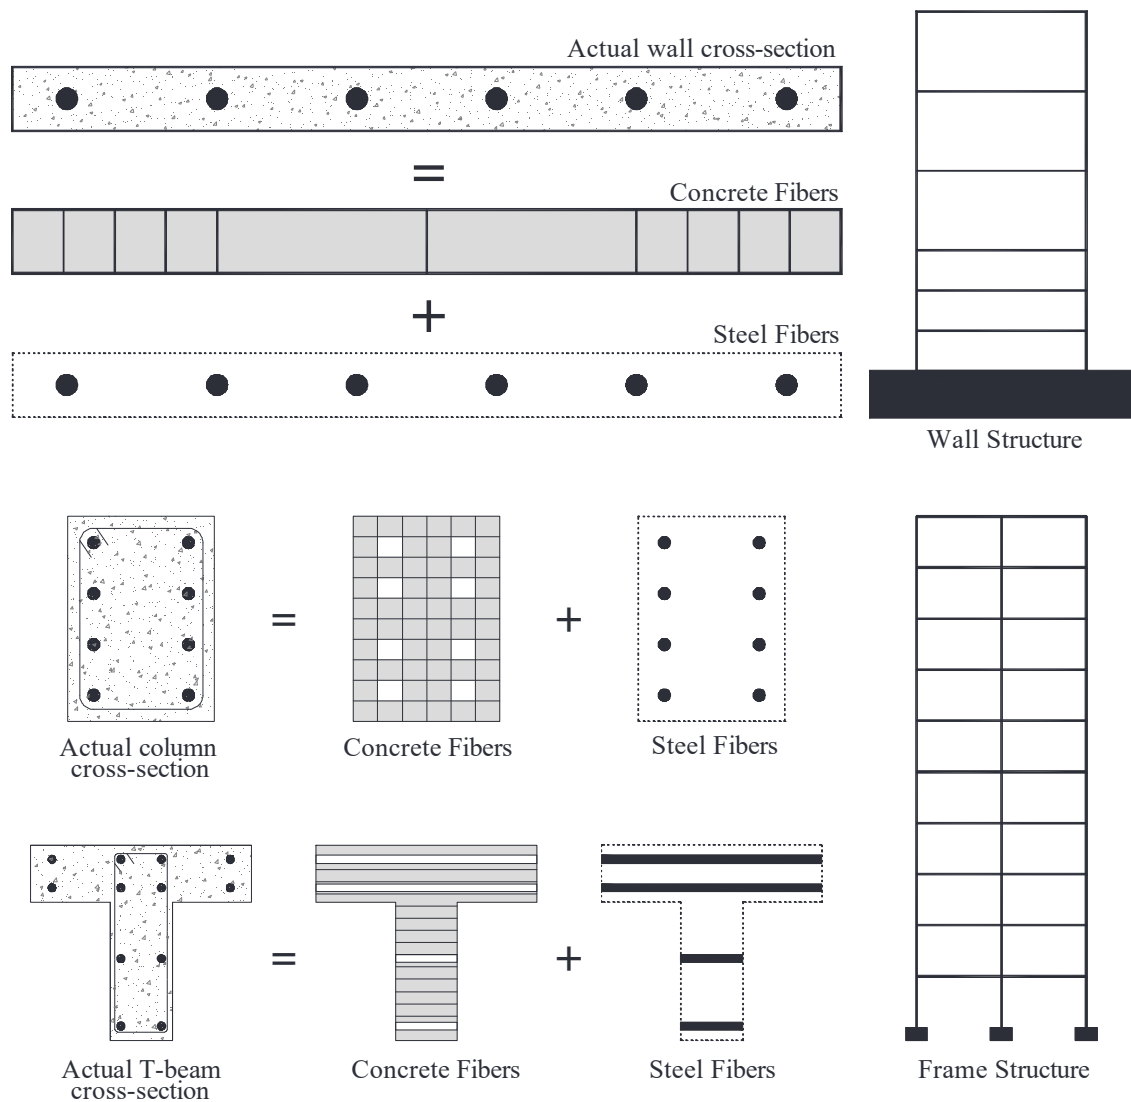 Actual wall cross-section
=
Concrete Fibers
+
Steel Fibers
Wall Structure
=
+
Actual column
cross-section
Concrete Fibers
Steel Fibers
=
+
Actual T-beam
cross-section
Concrete Fibers
Steel Fibers
Frame Structure